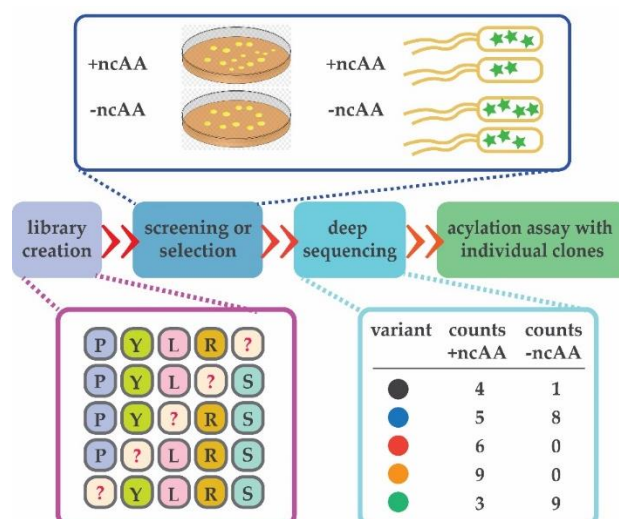 +ncAA +ncAA
-ncAA -ncAA
library creation
screening or selection
deep sequencing
acylation assay with individual clones
P Y L R ?
P Y L ? S
P Y ? R S
P ? L R S
? Y L R S
variant counts +ncAA counts -ncAA
4 1
5 8
6 0
9 0
3 9